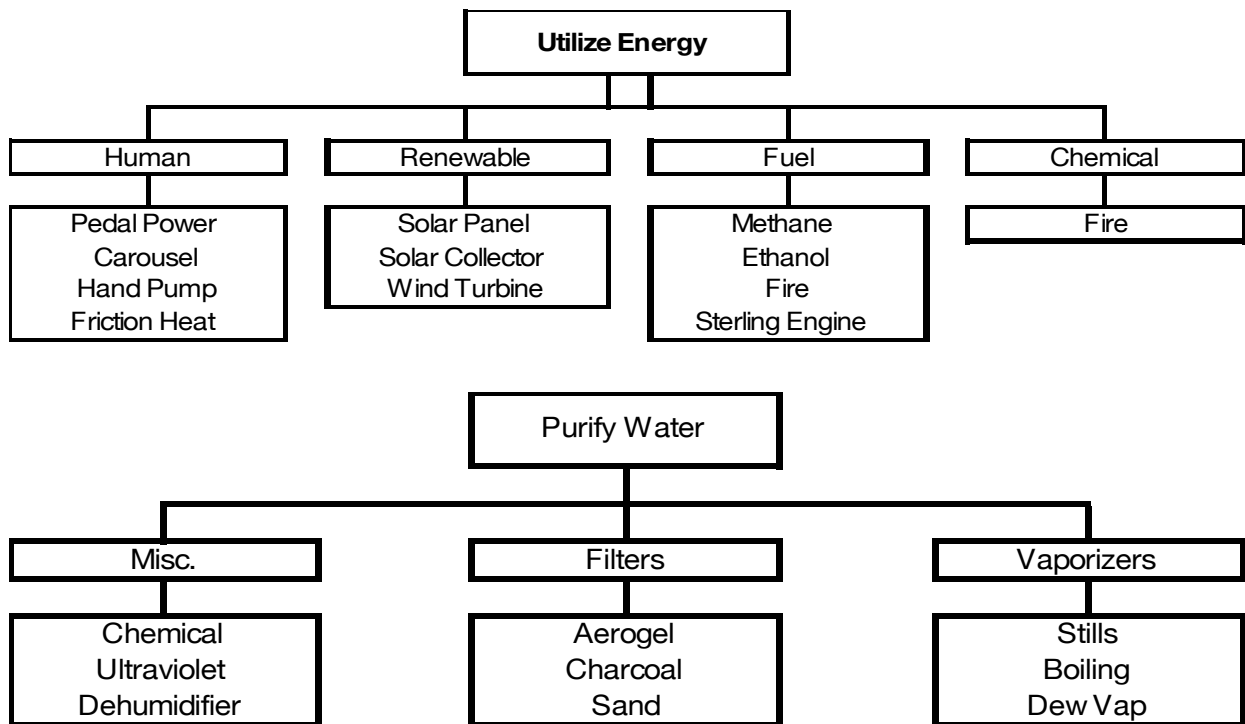 Utilize Energy
Human
Renewable
Fuel
Chemical
Pedal Power
Carousel
Hand Pump
Friction Heat
Solar Panel
Solar Collector
Wind Turbine
Methane
Ethanol
Fire
Sterling Engine
Fire
Purify Water
Misc.
Filters
Vaporizers
Chemical
Ultraviolet
Dehumidifier
Aerogel
Charcoal
Sand
Stills
Boiling
Dew Vap